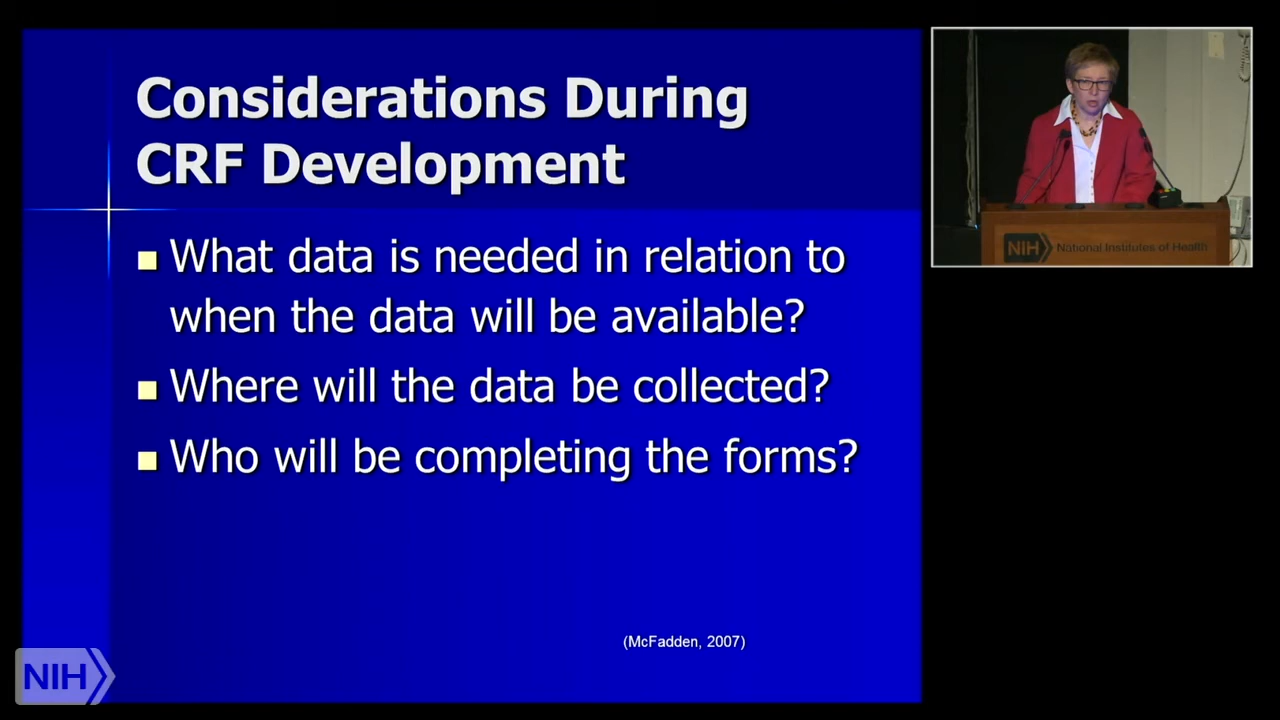 Considerations During
CRF Development
What data is needed in relation to
when the data will be available?
Where will the data be collected?
Who will be completing the forms?
(McFadden, 2007)
NIH
NIH National Institutes of Health